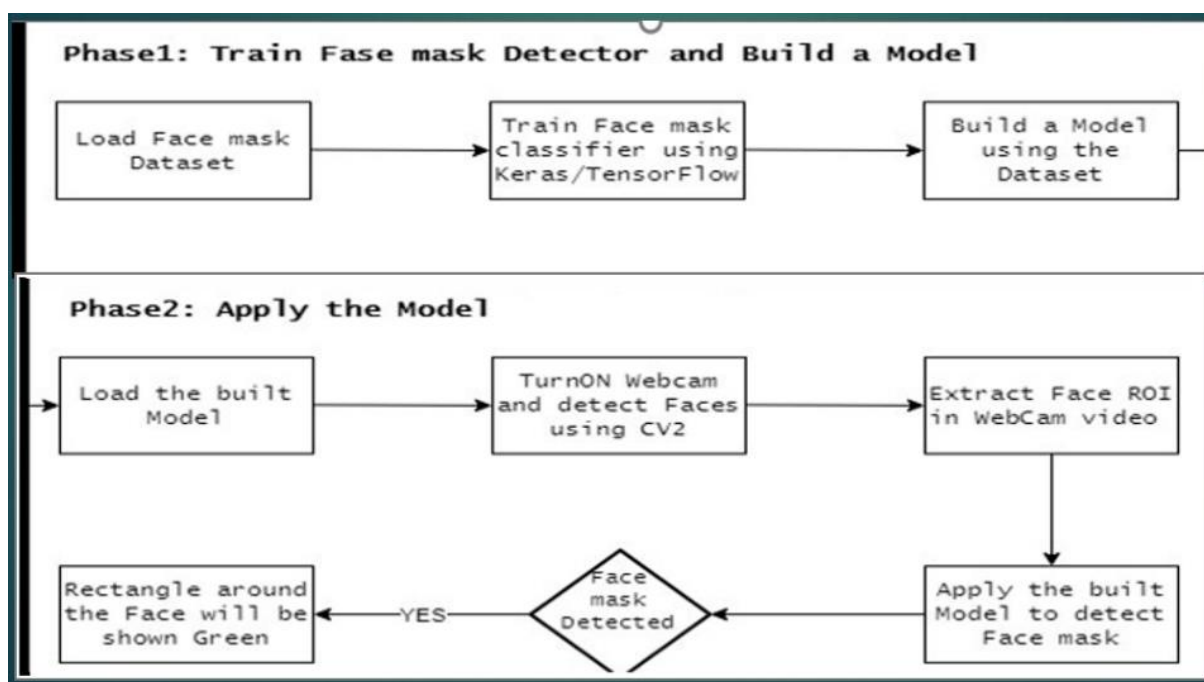 Phase1: Train Fase mask Detector and Build a Model
Load Face mask
Dataset
Train Face mask
classifier using
Keras/TensorFlow
Build a Model
using the
Dataset
Phase2: Apply the Model
Load the built
Model
TurnON Webcam
and detect Faces
using CV2
Extract Face ROI
in WebCam video
Apply the built
Model to detect
Face mask
Face
mask
Detected
YES
Rectangle around
the Face will be
shown Green